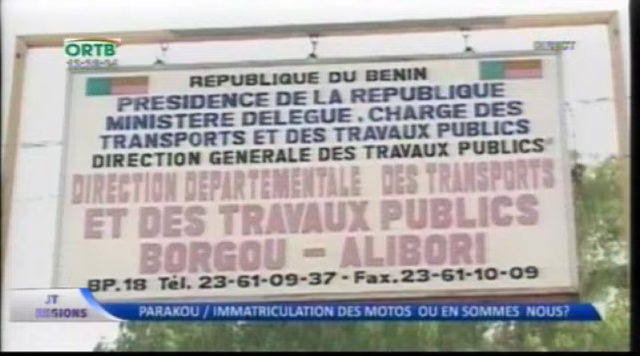 ORTB
DIRECT
REPUBLIQUE DU BENIN
PRESIDENCE DE LA REPUBLIQUE
MINISTERE DELEGUE, CHARGE DES
TRANSPORTS ET DES TRAVAUX PUBLICS
DIRECTION GENERALE DES TRAVAUX PUBLICS
DIRECTION DEPARTEMENTALE DES TRANSPORTS
ET DES TRAVAUX PUBLICS
BORGOU - ALIBORI
BP.18 Tél. 23-61-09-37 - Fax. 23-61-10-09
JT
REGIONS
PARAKOU / IMMATRICULATION DES MOTOS OU EN SOMMES NOUS?